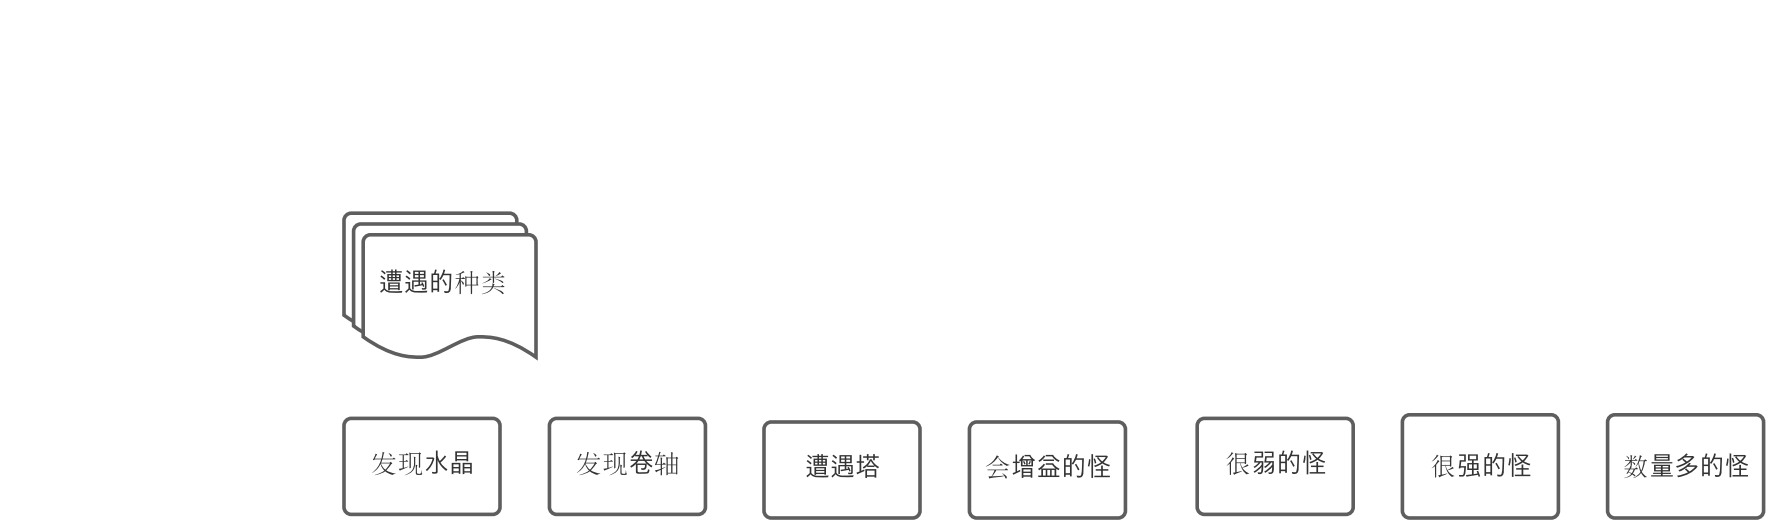 遭遇的种类
发现水晶
发现卷轴
遭遇塔
会增益的怪
很弱的怪
很强的怪
数量多的怪